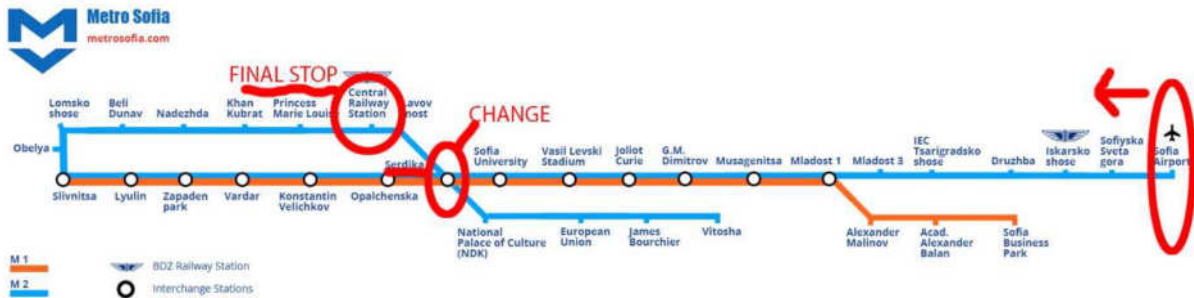 Metro Sofia
metrosofia.com
FINAL STOP
CHANGE
Lomsko
shose
Beli
Dunav
Nadezhda
Khan
Kubrat
Princess
Marie Louise
Central
Railway
Station
Lavov
most
Obelya
Serdika
Sofia
University
Vasil Levski
Stadium
Joliot
Curie
G.M.
Dimitrov
Musagenitsa
Mladost 1
Mladost 3
IEC
Tsarigradsko
shose
Druzhba
Iskarsko
shose
Sofiyska
Sveta
gora
Sofia
Airport
Slivnitsa
Lyulin
Zapaden
park
Vardar
Konstantin
Velichkov
Opalchenska
National
Palace of Culture
(NDK)
European
Union
James
Bourchier
Vitosha
Alexander
Malinov
Acad.
Alexander
Balan
Sofia
Business
Park
M 1
M 2
BDZ Railway Station
Interchange Stations